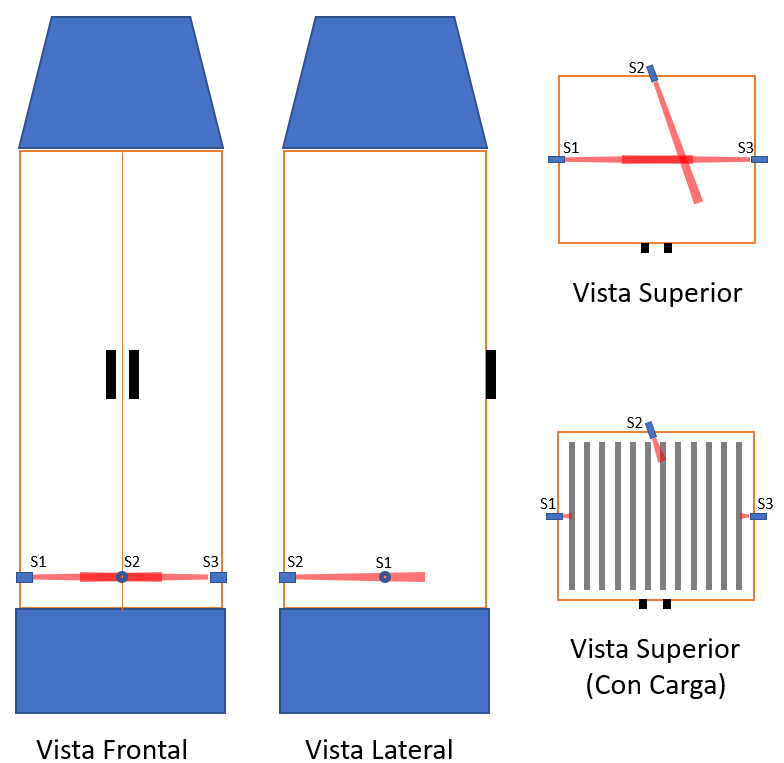 S2
S1
S3
Vista Superior
S2
S1
S3
S1
S2
S3
S2
S1
Vista Superior
(Con Carga)
Vista Frontal
Vista Lateral